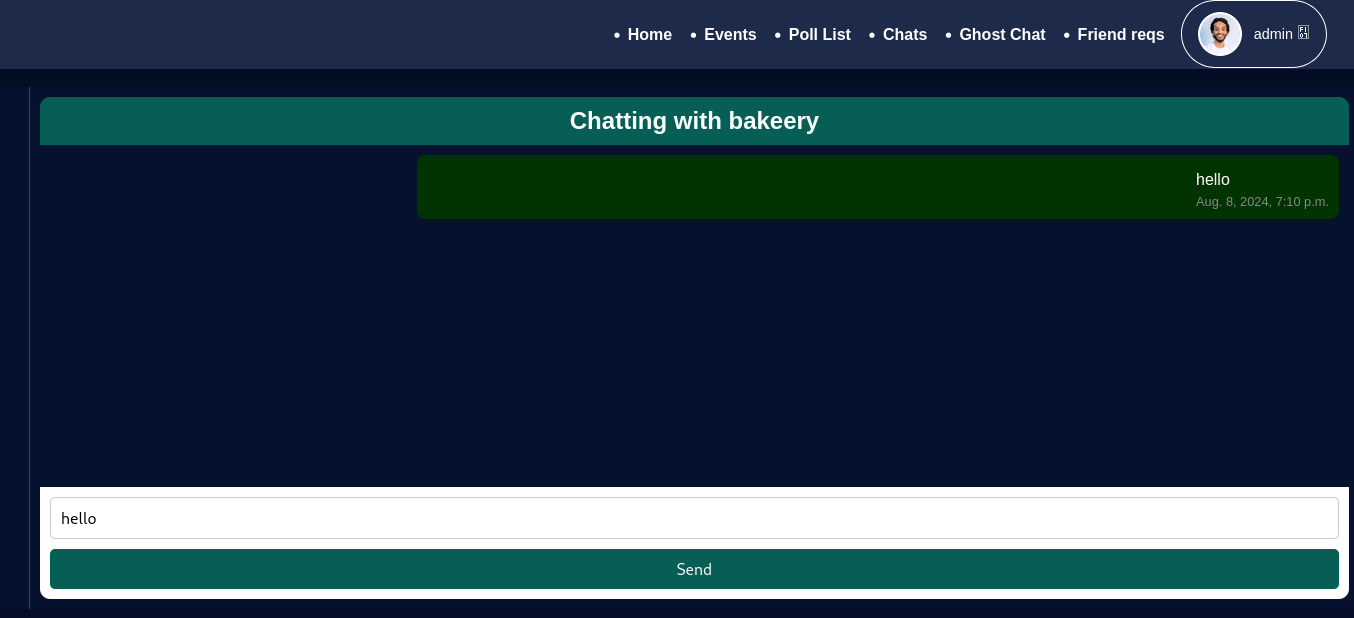 • Home • Events • Poll List • Chats • Ghost Chat • Friend reqs admin
Chatting with bakeery
hello
Aug. 8, 2024, 7:10 p.m.
hello
Send